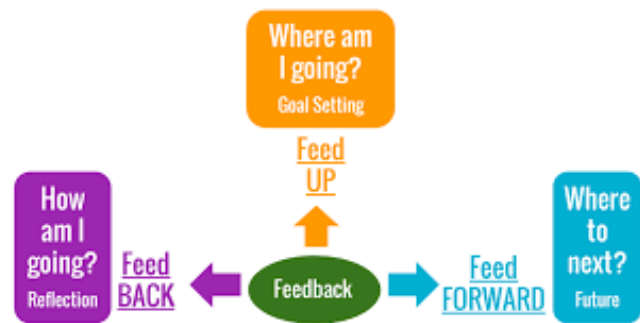 Where am
I going?
Goal Setting
Feed
UP
How
am I
going?
Reflection
Feed
BACK
Feedback
Feed
FORWARD
Where
to
next?
Future